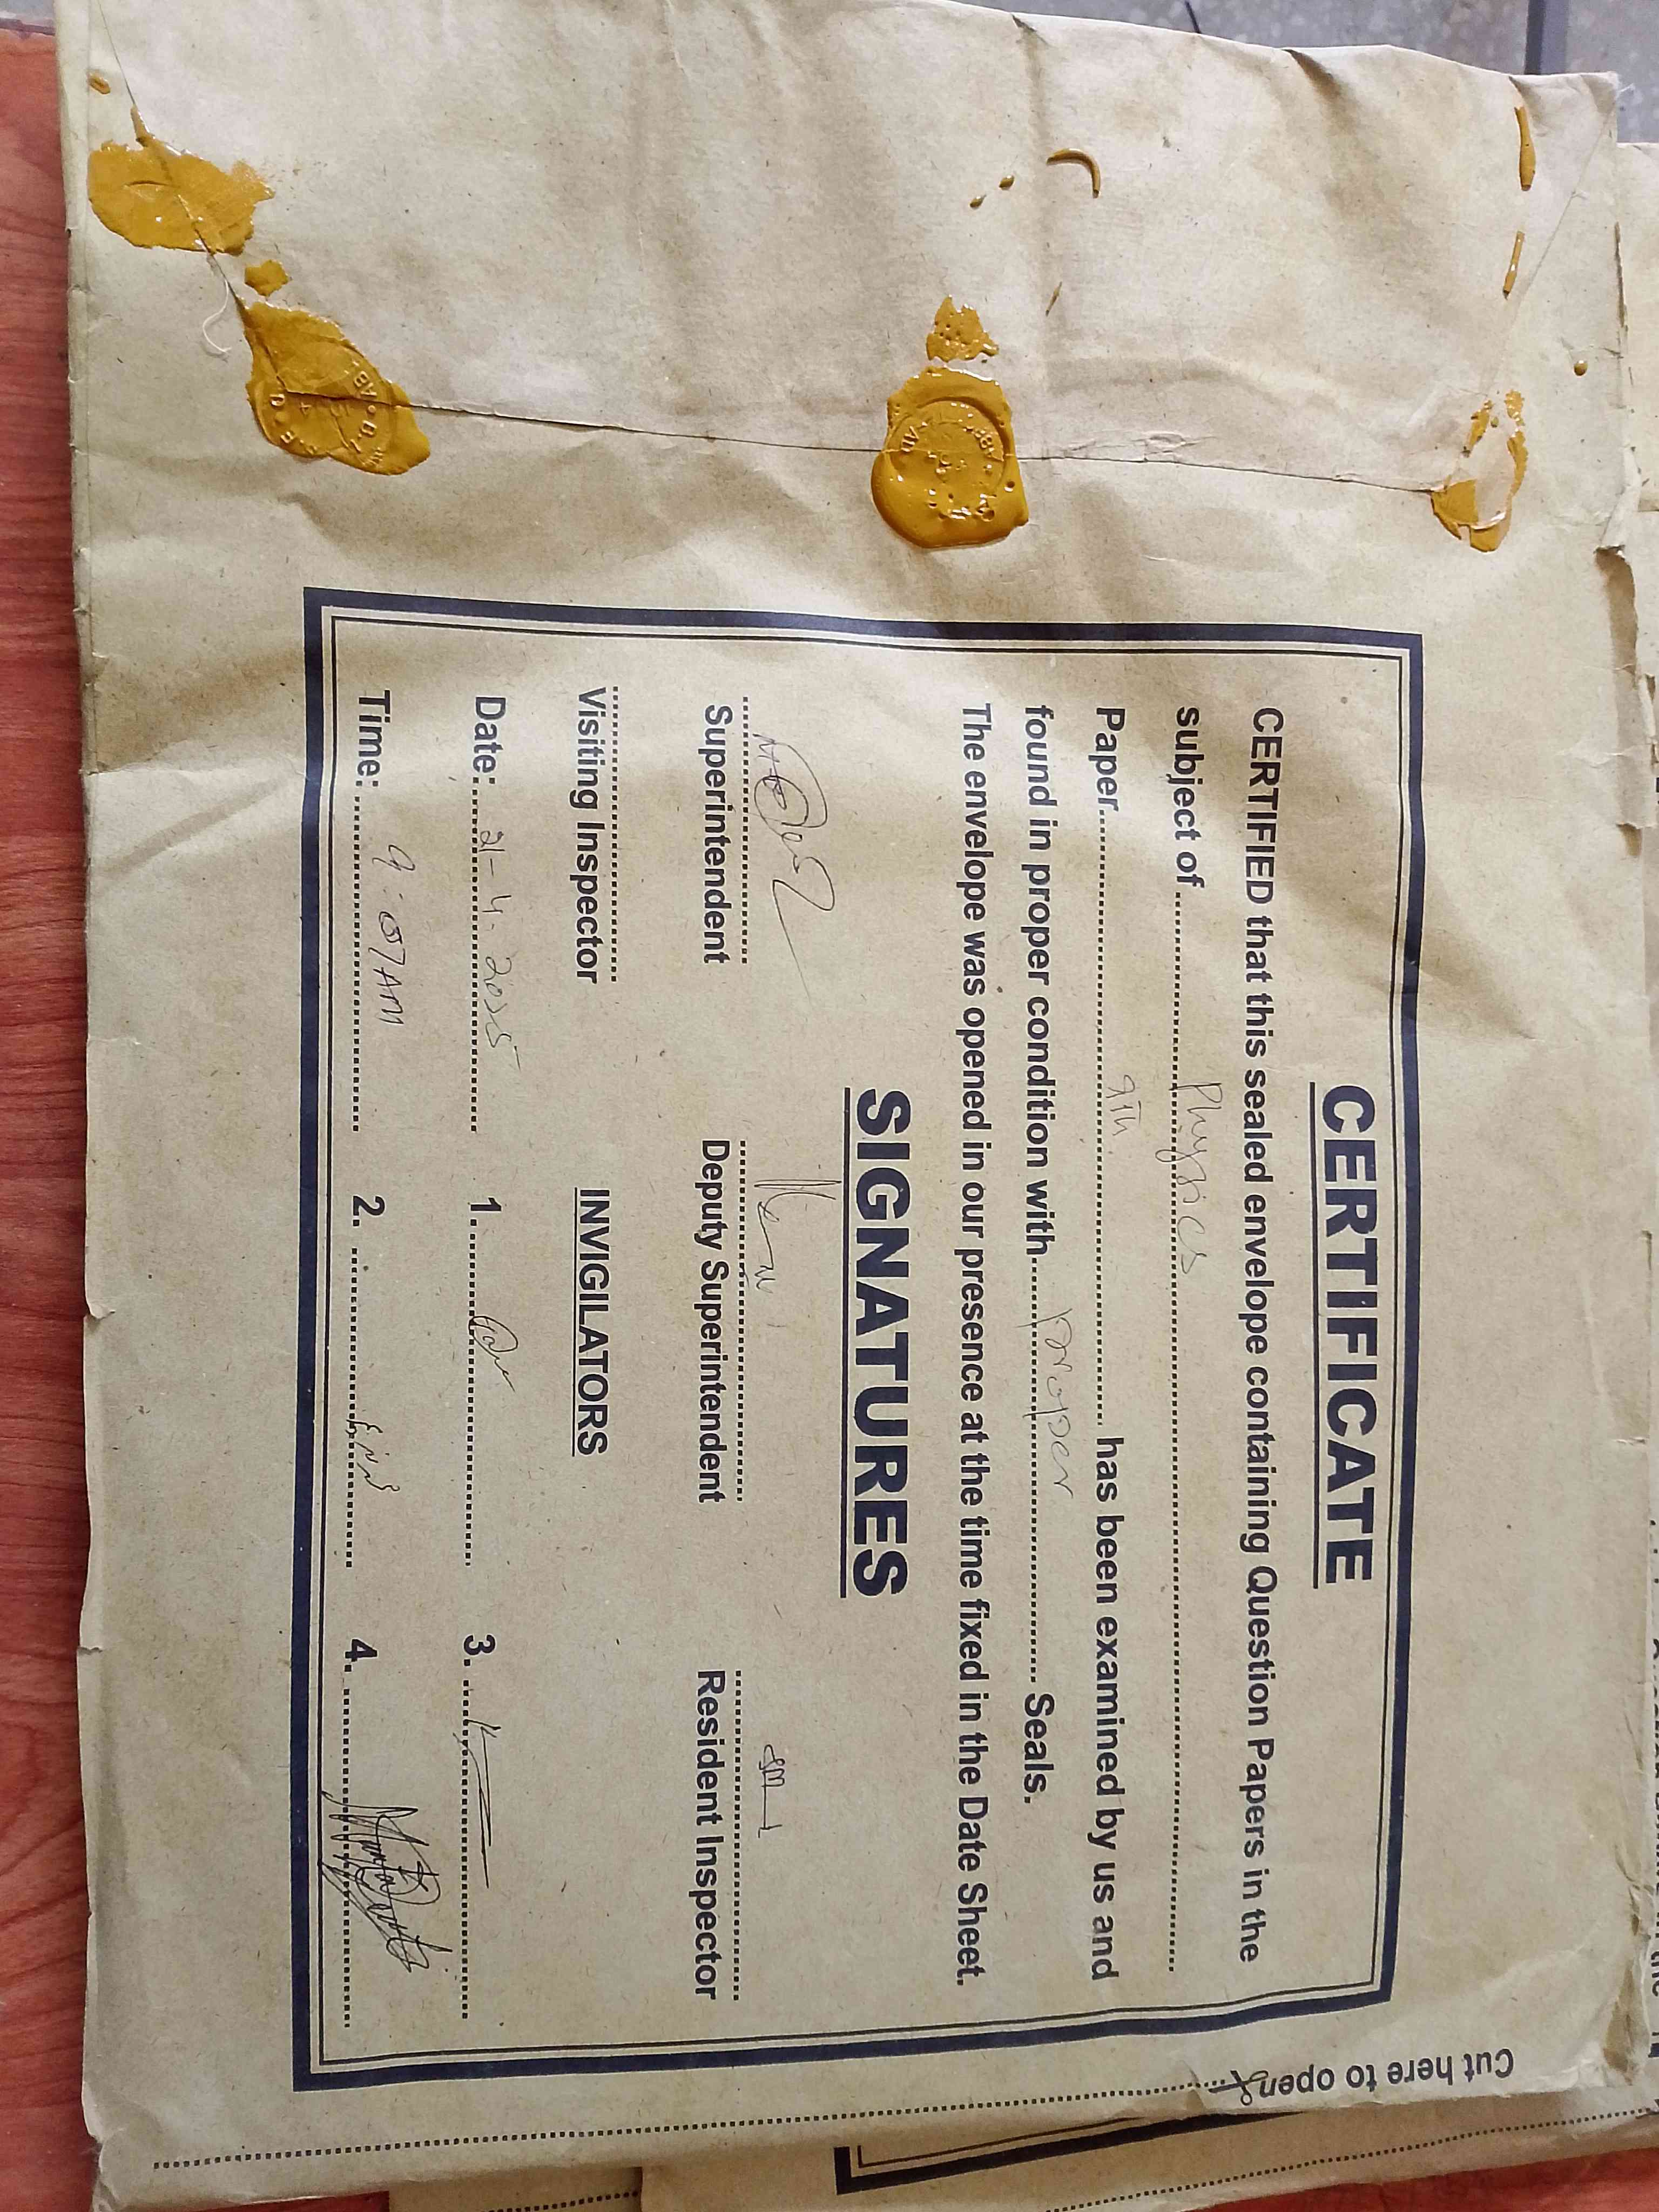 CERTIFICATE
CERTIFIED that this sealed envelope containing Question Papers in the
subject of Physics
Paper 9th has been examined by us and
found in proper condition with proper Seals.
The envelope was opened in our presence at the time fixed in the Date Sheet.
SIGNATURES
Superintendent Deputy Superintendent Resident Inspector
Visiting Inspector INVIGILATORS
Date: 21-4-2025 1. 3.
Time: 9:07AM 2. 4.
Cut here to open